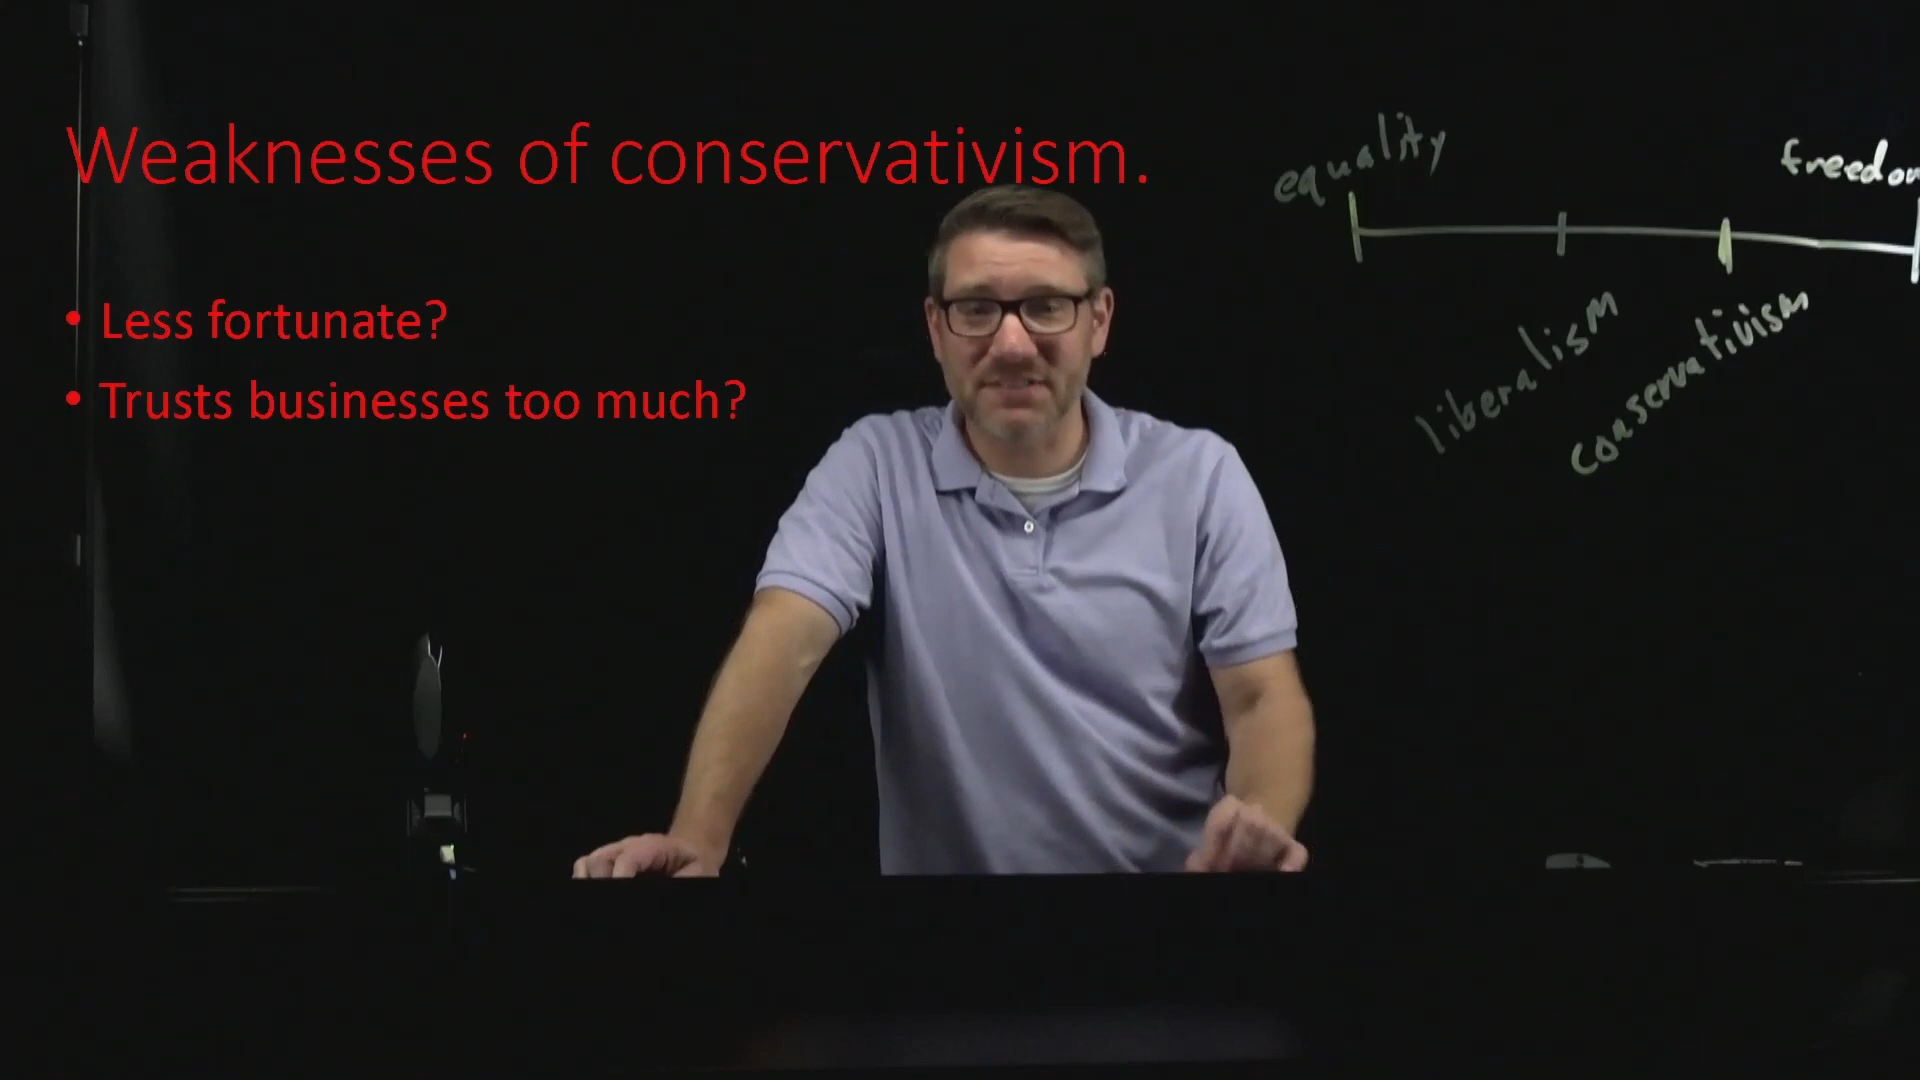 Weaknesses of conservativism.
• Less fortunate?
• Trusts businesses too much?
equality
freedom
liberalism
conservativism